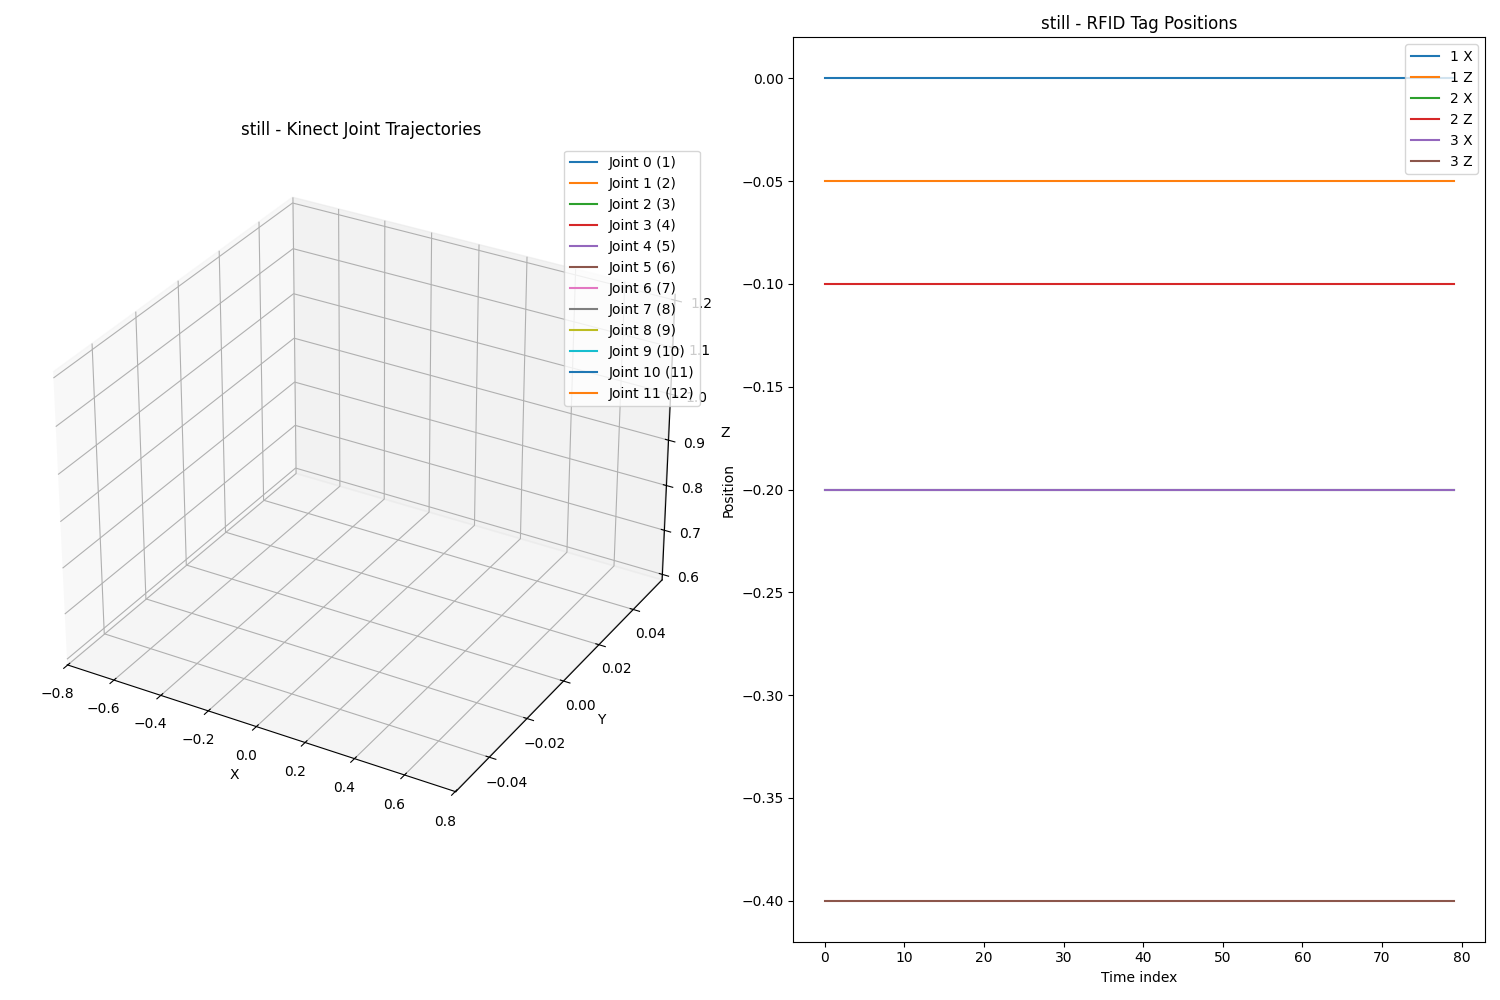 still - Kinect Joint Trajectories
Joint 0 (1)
Joint 1 (2)
Joint 2 (3)
Joint 3 (4)
Joint 4 (5)
Joint 5 (6)
Joint 6 (7)
Joint 7 (8)
Joint 8 (9)
Joint 9 (10)
Joint 10 (11)
Joint 11 (12)
1.2
1.1
1.0
0.9
0.8
0.7
0.6
Z
0.04
0.02
0.00
−0.02
−0.04
Y
−0.8
−0.6
−0.4
−0.2
0.0
0.2
0.4
0.6
0.8
X
still - RFID Tag Positions
1 X
1 Z
2 X
2 Z
3 X
3 Z
0.00
−0.05
−0.10
−0.15
−0.20
−0.25
−0.30
−0.35
−0.40
Position
0
10
20
30
40
50
60
70
80
Time index